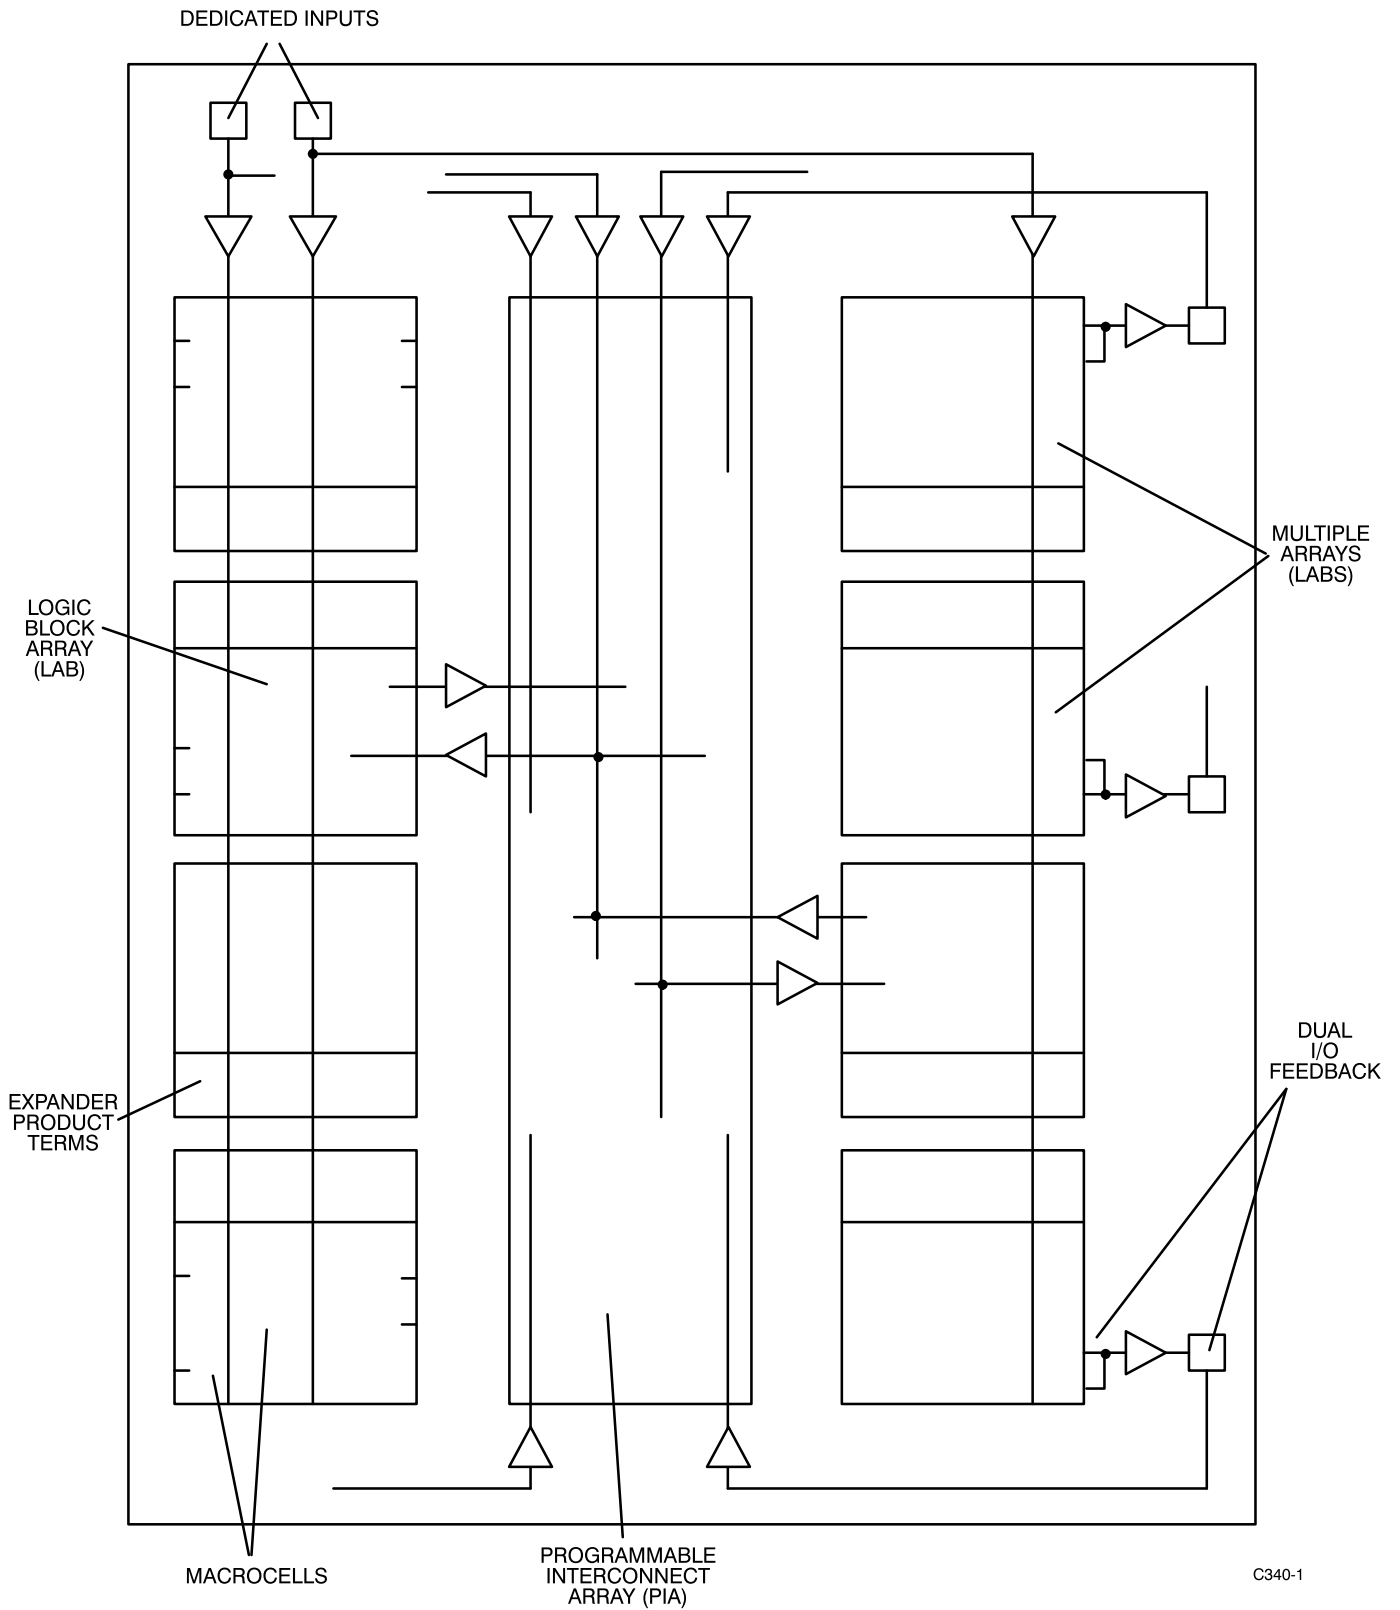 DEDICATED INPUTS
MULTIPLE
ARRAYS
(LABS)
LOGIC
BLOCK
ARRAY
(LAB)
DUAL
I/O
FEEDBACK
EXPANDER
PRODUCT
TERMS
MACROCELLS
PROGRAMMABLE
INTERCONNECT
ARRAY (PIA)
C340-1